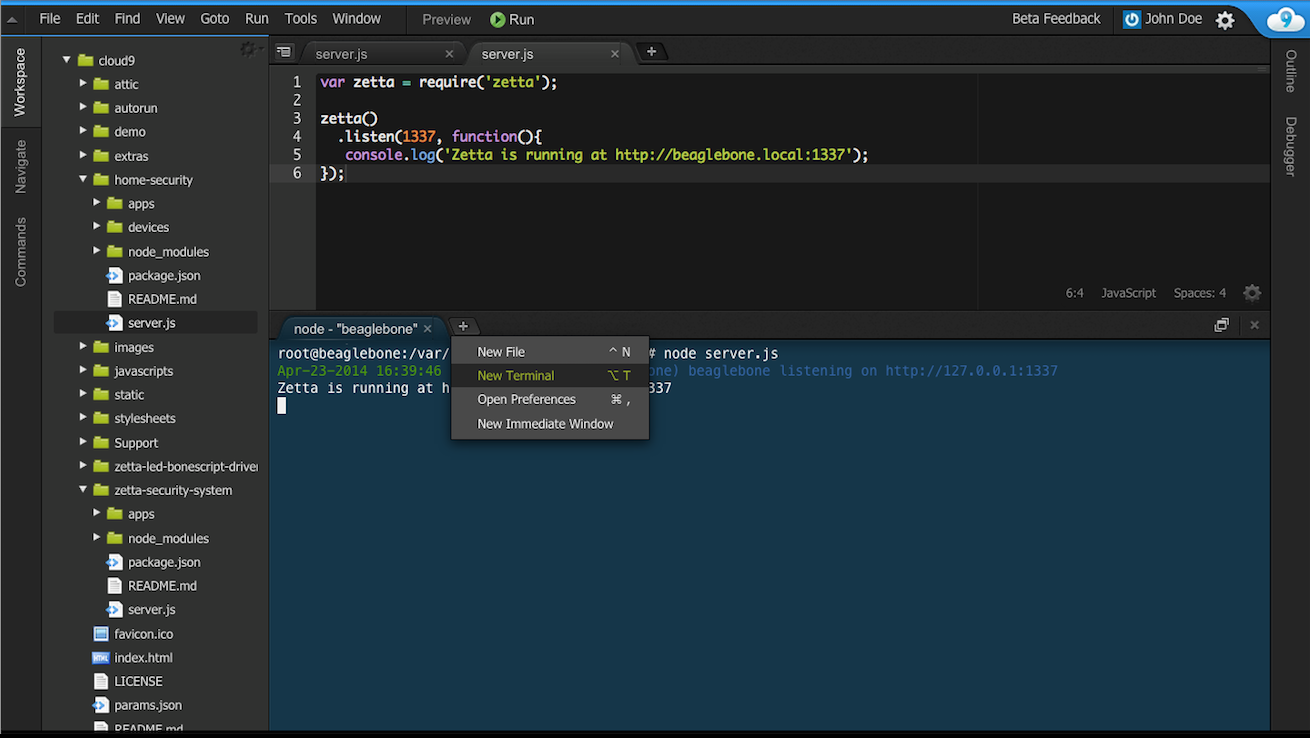 File Edit Find View Goto Run Tools Window Preview Run Beta Feedback John Doe 9
Workspace
Navigate
Commands
cloud9
attic
autorun
demo
extras
home-security
apps
devices
node_modules
package.json
README.md
server.js
images
javascripts
static
stylesheets
Support
zetta-led-bonescript-driver
zetta-security-system
apps
node_modules
package.json
README.md
server.js
favicon.ico
HTML index.html
LICENSE
params.json
README.md
server.js × server.js × +
1 var zetta = require('zetta');
2
3 zetta()
4 .listen(1337, function(){
5 console.log('Zetta is running at http://beaglebone.local:1337');
6 });
6:4 JavaScript Spaces: 4
node - "beaglebone" × +
root@beaglebone:/var/ # node server.js
Apr-23-2014 16:39:46 one) beaglebone listening on http://127.0.0.1:1337
Zetta is running at h 337
New File ^ N
New Terminal ⌥ T
Open Preferences ⌘ ,
New Immediate Window
Outline
Debugger